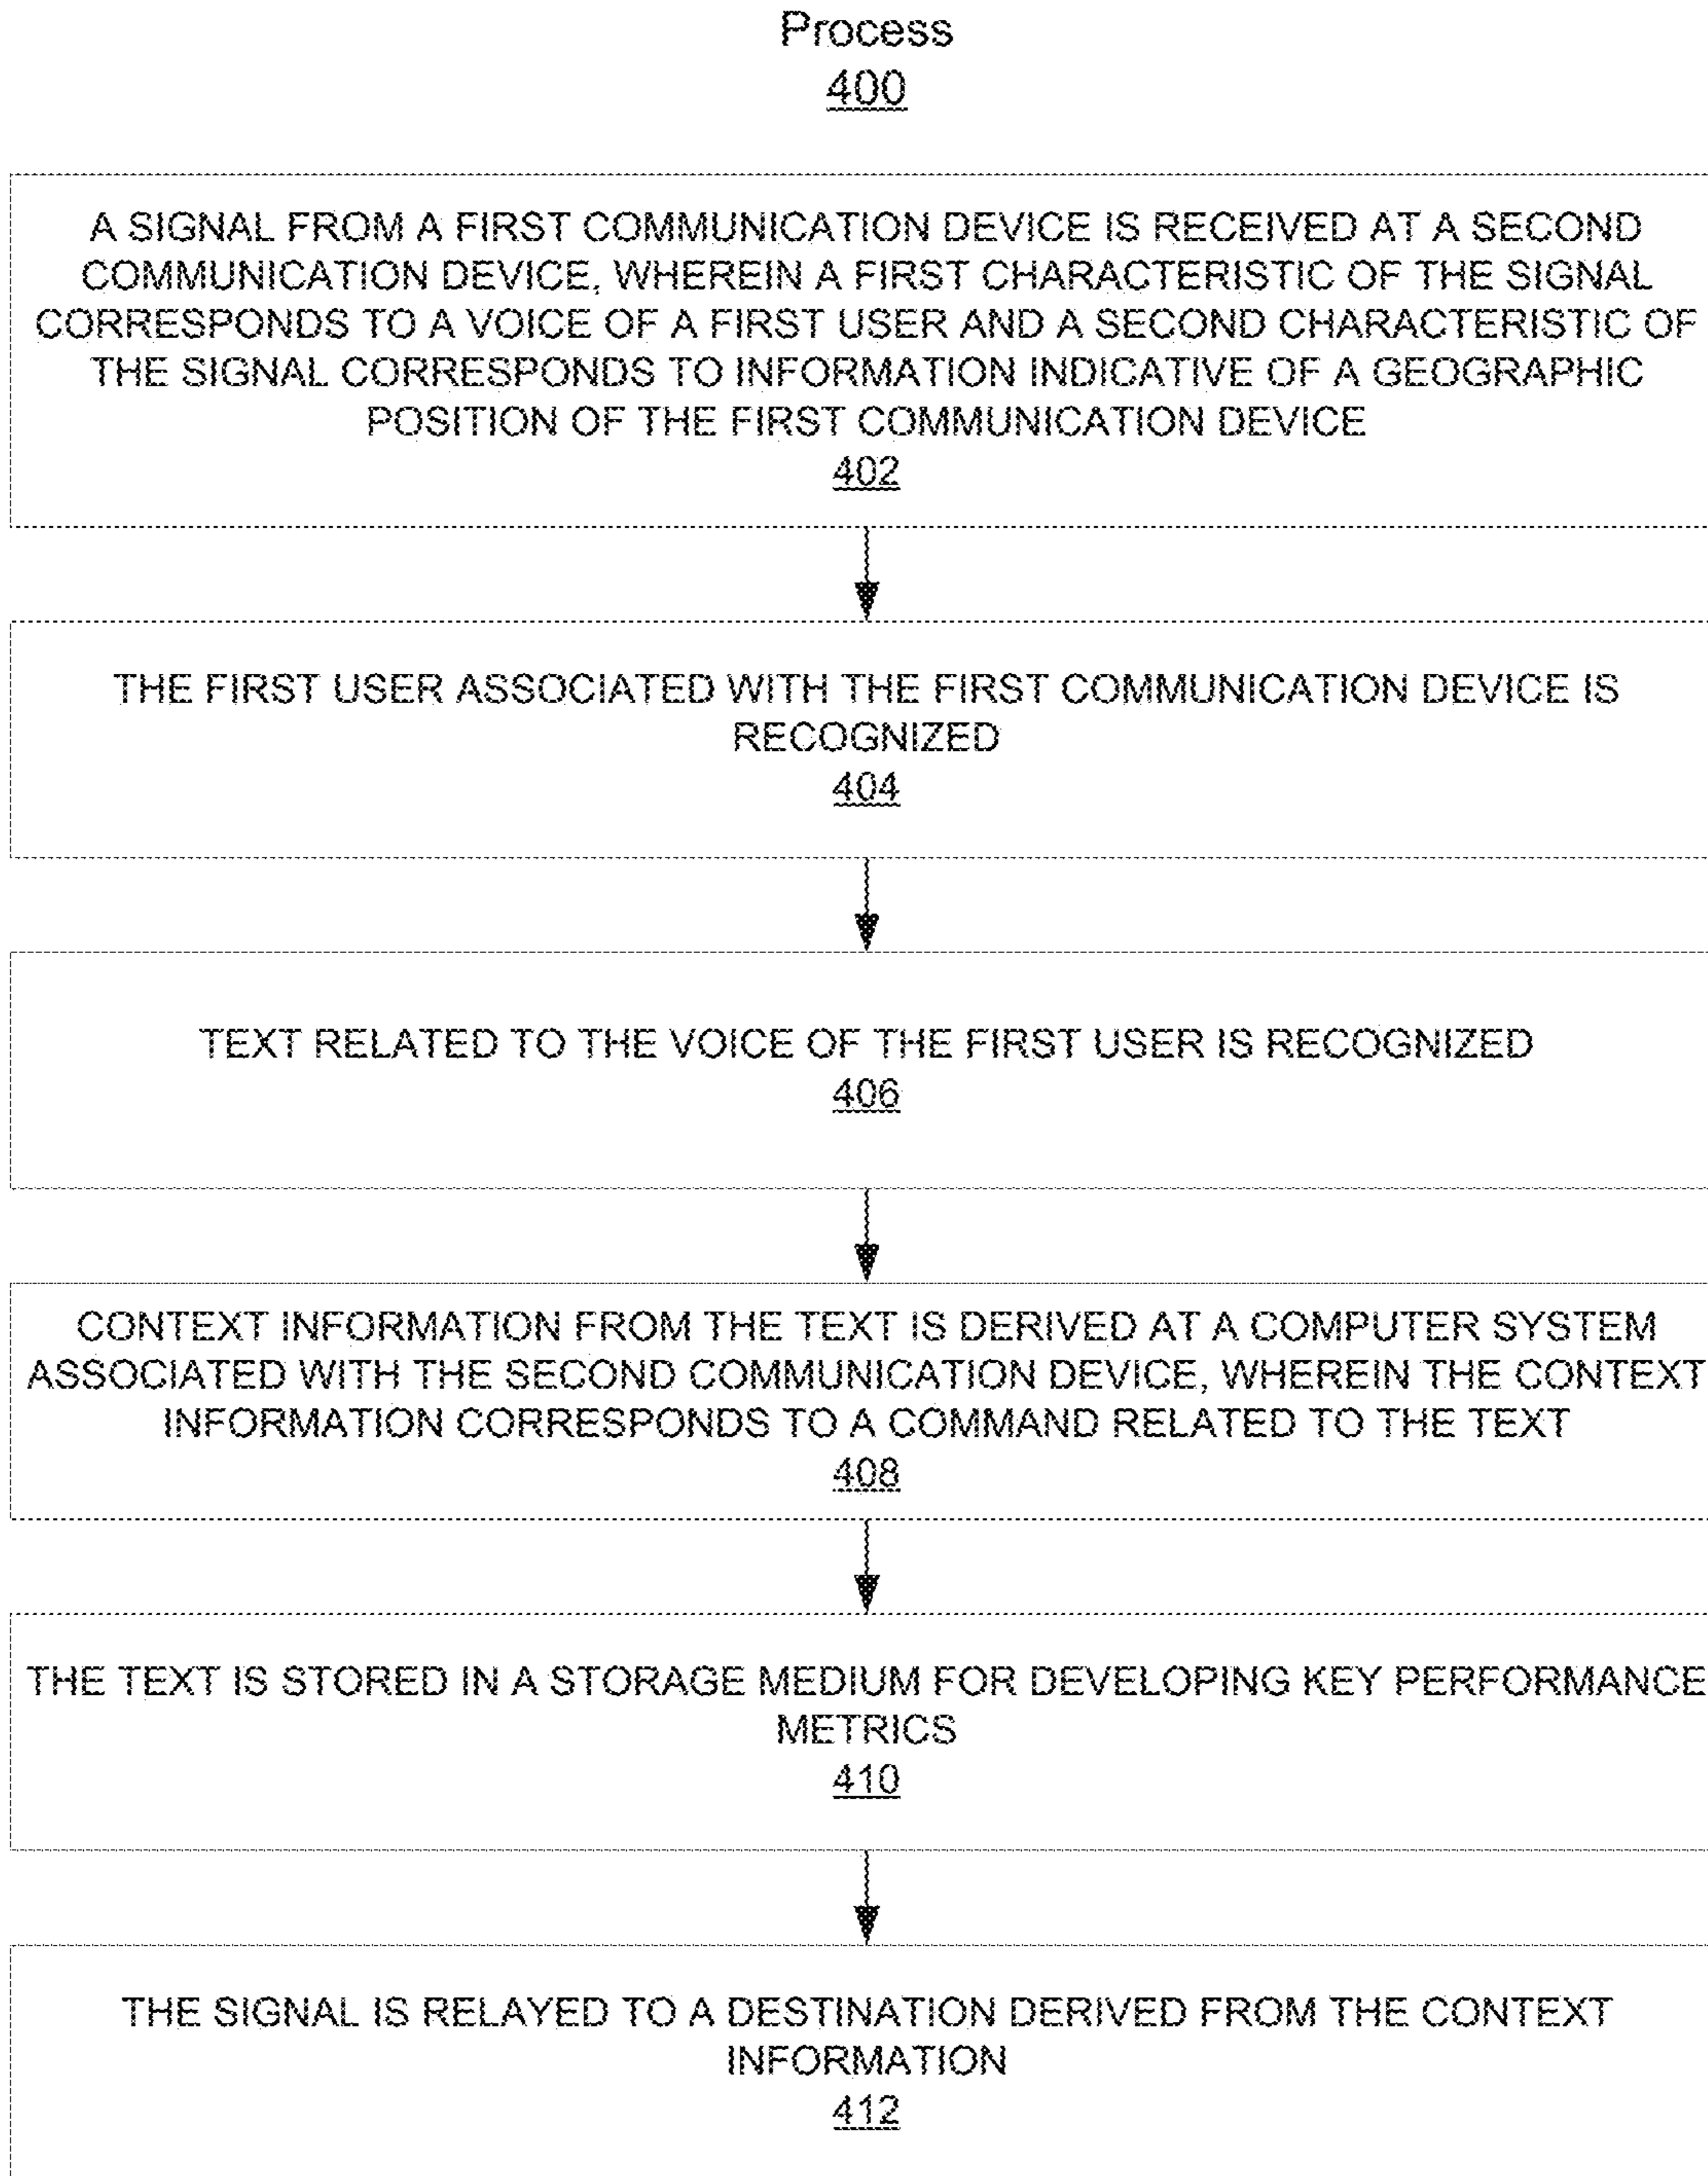 Process
400
A SIGNAL FROM A FIRST COMMUNICATION DEVICE IS RECEIVED AT A SECOND
COMMUNICATION DEVICE, WHEREIN A FIRST CHARACTERISTIC OF THE SIGNAL
CORRESPONDS TO A VOICE OF A FIRST USER AND A SECOND CHARACTERISTIC OF
THE SIGNAL CORRESPONDS TO INFORMATION INDICATIVE OF A GEOGRAPHIC
POSITION OF THE FIRST COMMUNICATION DEVICE
402
THE FIRST USER ASSOCIATED WITH THE FIRST COMMUNICATION DEVICE IS
RECOGNIZED
404
TEXT RELATED TO THE VOICE OF THE FIRST USER IS RECOGNIZED
406
CONTEXT INFORMATION FROM THE TEXT IS DERIVED AT A COMPUTER SYSTEM
ASSOCIATED WITH THE SECOND COMMUNICATION DEVICE, WHEREIN THE CONTEXT
INFORMATION CORRESPONDS TO A COMMAND RELATED TO THE TEXT
408
THE TEXT IS STORED IN A STORAGE MEDIUM FOR DEVELOPING KEY PERFORMANCE
METRICS
410
THE SIGNAL IS RELAYED TO A DESTINATION DERIVED FROM THE CONTEXT
INFORMATION
412